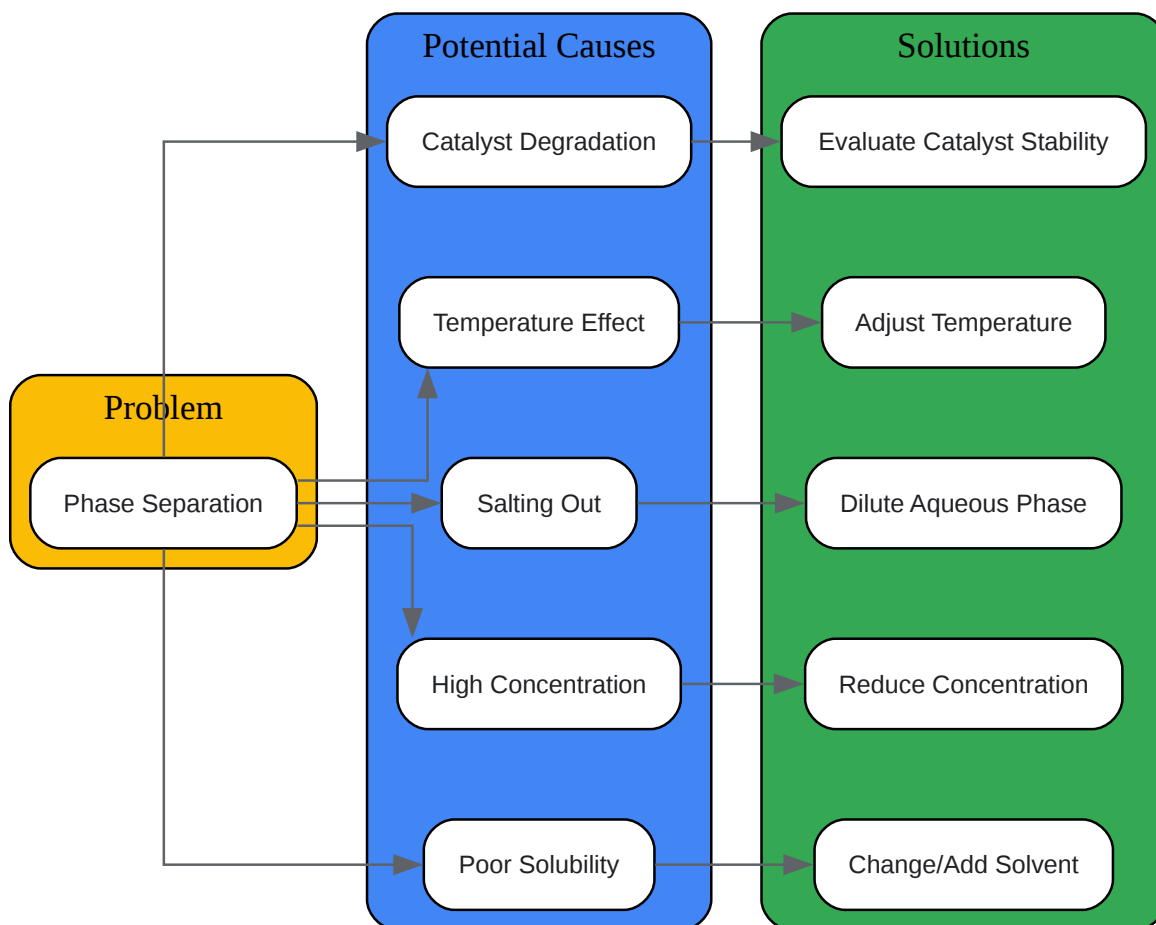 Potential Causes
Solutions
Catalyst Degradation
Evaluate Catalyst Stability
Temperature Effect
Adjust Temperature
Problem
Phase Separation
Salting Out
Dilute Aqueous Phase
High Concentration
Reduce Concentration
Poor Solubility
Change/Add Solvent